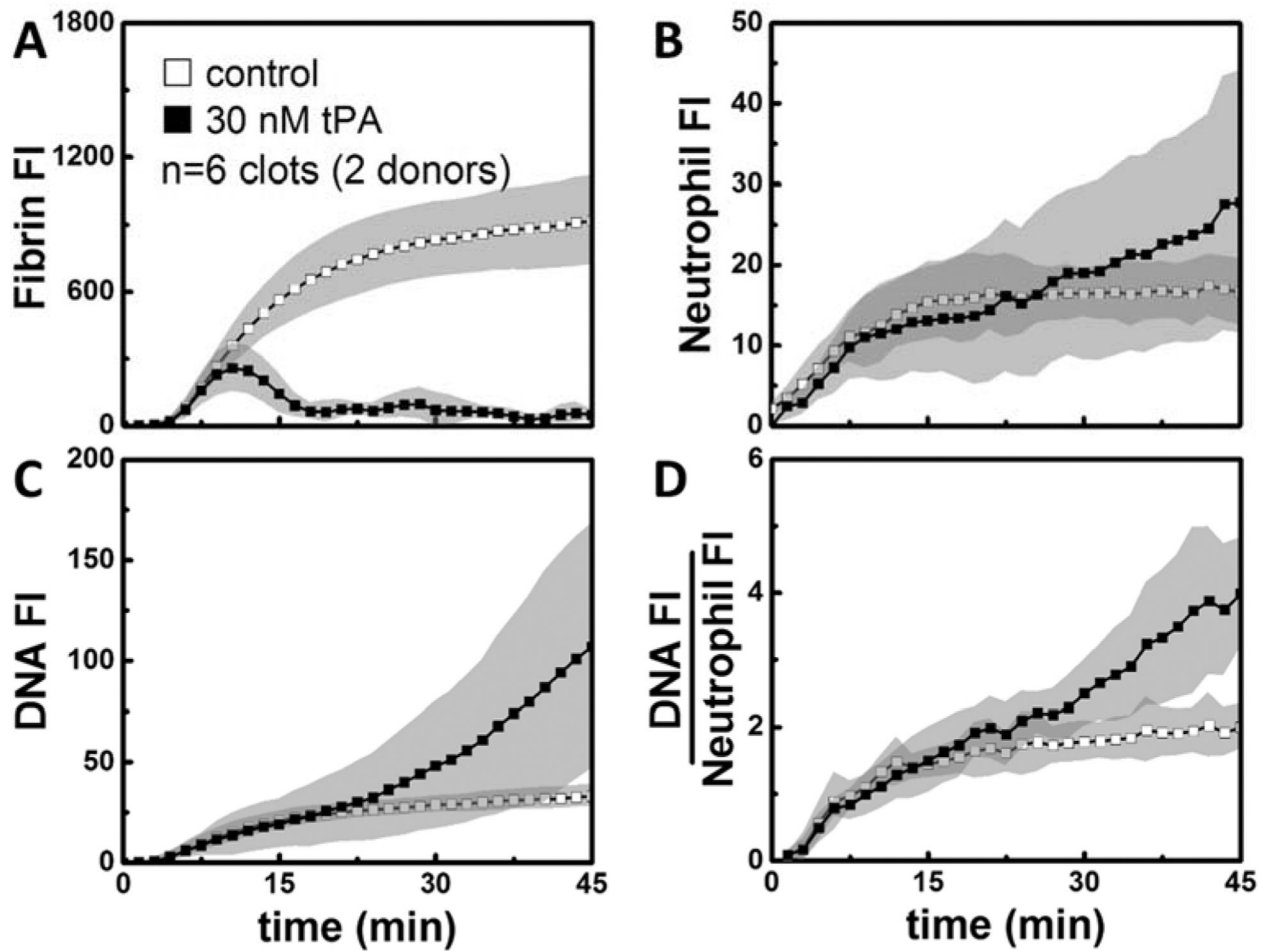 A
1800
1200
600
0
Fibrin FI
control
30 nM tPA
n=6 clots (2 donors)
B
50
40
30
20
10
0
Neutrophil FI
C
200
150
100
50
0
DNA FI
0 15 30 45
time (min)
D
6
4
2
0
DNA FI
Neutrophil FI
0 15 30 45
time (min)